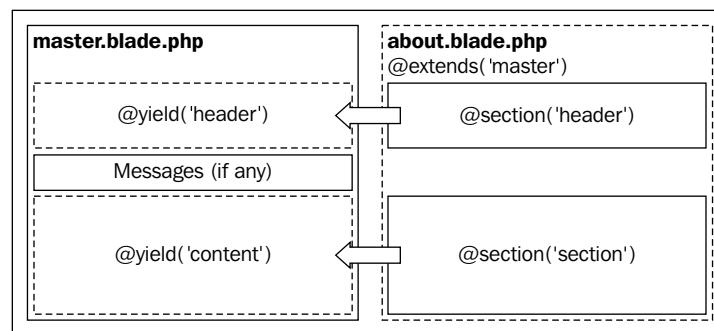 master.blade.php
@yield('header')
Messages (if any)
@yield('content')
about.blade.php
@extends('master')
@section('header')
@section('section')